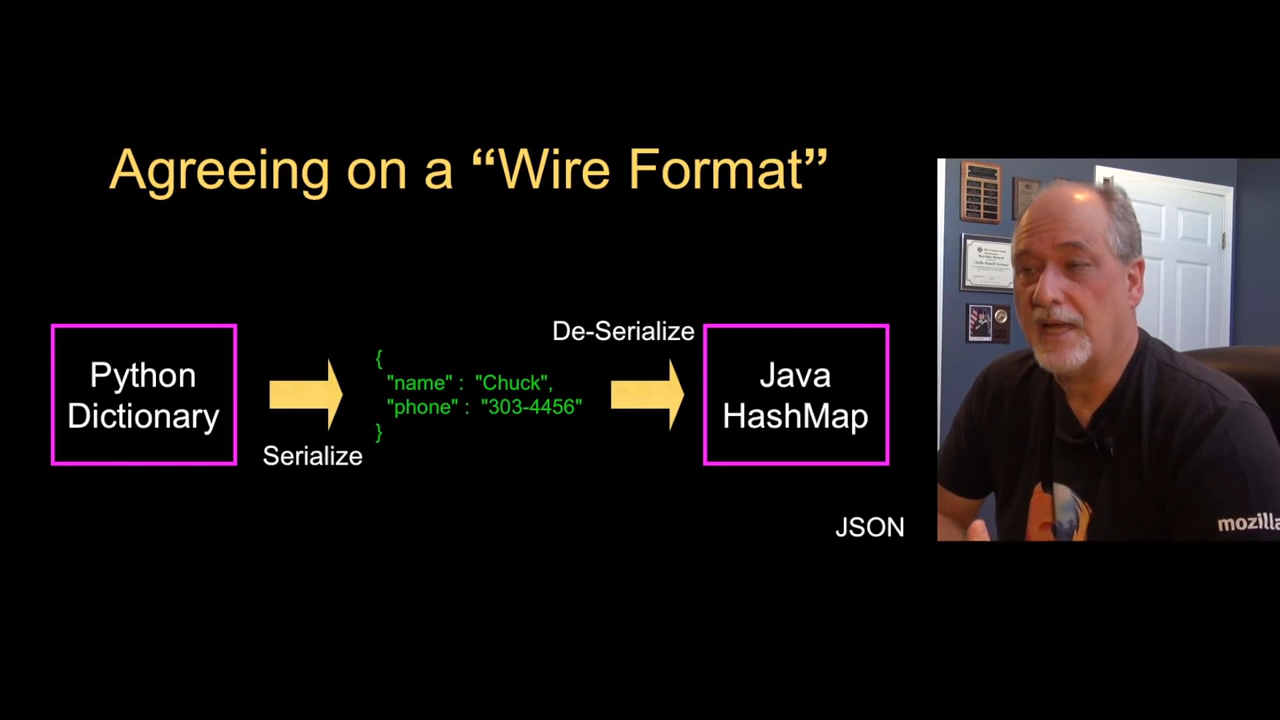 Agreeing on a “Wire Format”
Python
Dictionary
Serialize
{
"name" : "Chuck",
"phone" : "303-4456"
}
De-Serialize
Java
HashMap
JSON
mozilla